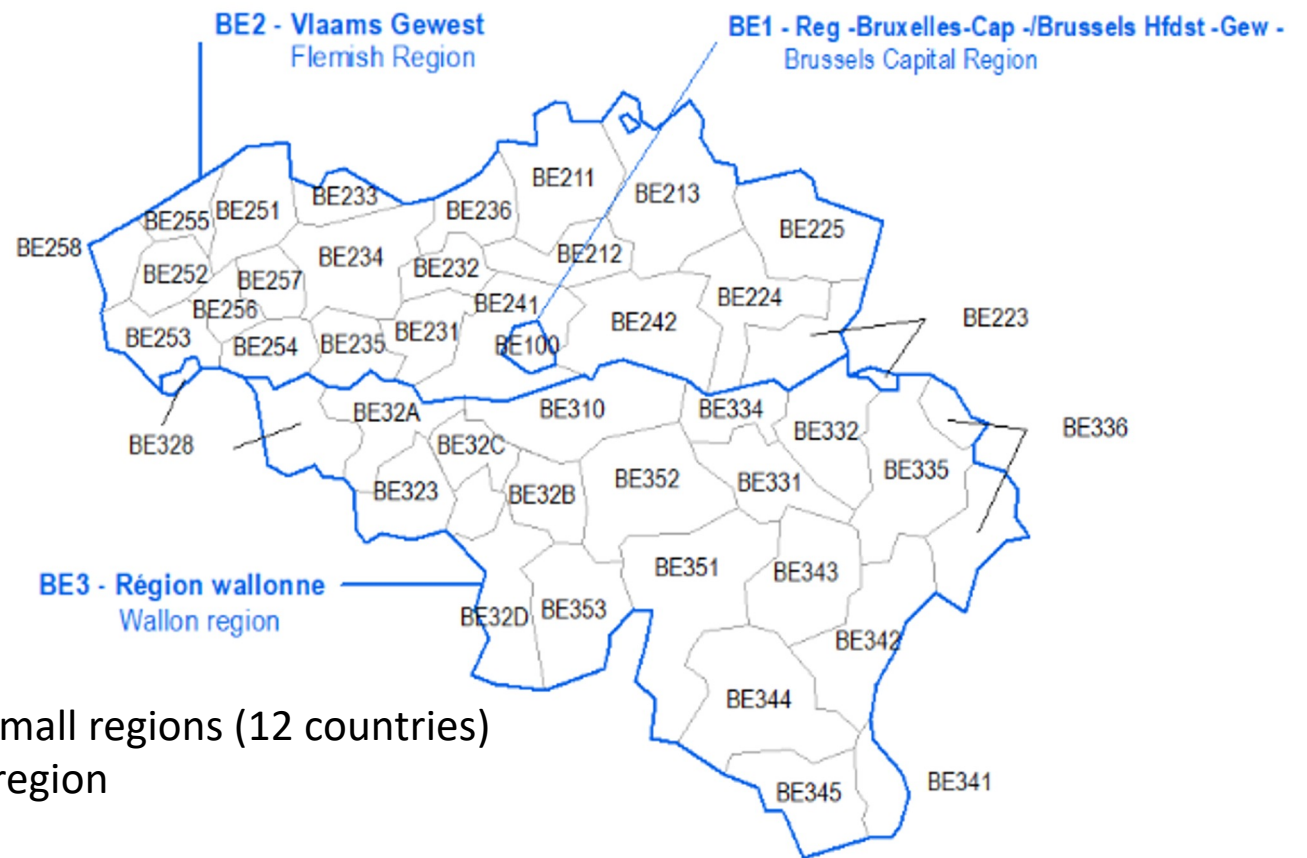 BE2 - Vlaams Gewest
Flemish Region
BE1 - Reg -Bruxelles-Cap -/Brussels Hfdst -Gew -
Brussels Capital Region
BE211
BE233
BE213
BE255
BE251
BE236
BE225
BE258
BE234
BE212
BE252
BE257
BE232
BE256
BE241
BE224
BE253
BE254
BE235
BE231
BE242
BE223
BE100
BE328
BE32A
BE310
BE334
BE332
BE336
BE32C
BE335
BE323
BE32B
BE352
BE331
BE3 - Région wallonne
Wallon region
BE351
BE343
BE32D
BE353
BE342
BE344
mall regions (12 countries)
region
BE345
BE341